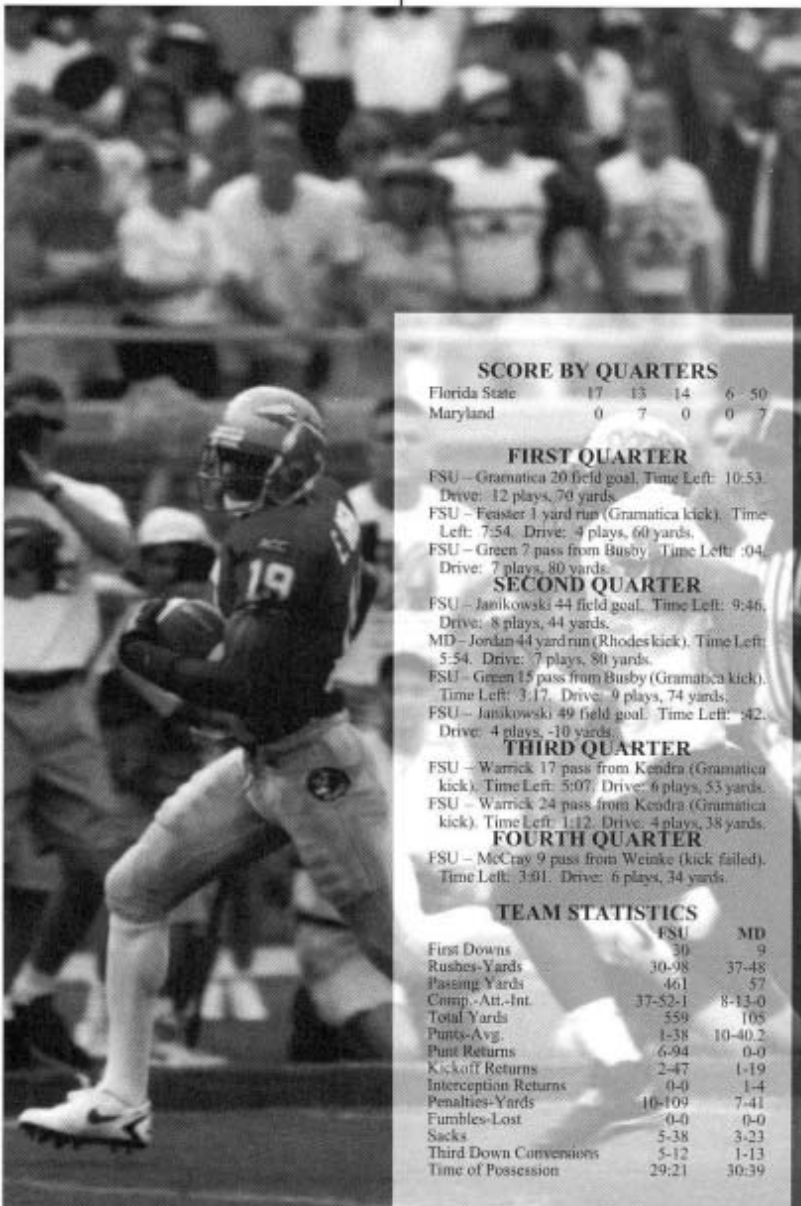 19
SCORE BY QUARTERS
Florida State 17 13 14 6 50
Maryland 0 7 0 0 7
FIRST QUARTER
FSU – Gramatica 20 field goal. Time Left: 10:53.
Drive: 12 plays, 70 yards.
FSU – Feaster 1 yard run (Gramatica kick). Time
Left: 7:54. Drive: 4 plays, 60 yards.
FSU – Green 7 pass from Busby. Time Left: :04.
Drive: 7 plays, 80 yards.
SECOND QUARTER
FSU – Janikowski 44 field goal. Time Left: 9:46.
Drive: 8 plays, 44 yards.
MD – Jordan 44 yard run (Rhodes kick). Time Left:
5:54. Drive: 7 plays, 80 yards.
FSU – Green 15 pass from Busby (Gramatica kick).
Time Left: 3:17. Drive: 9 plays, 74 yards.
FSU – Janikowski 49 field goal. Time Left: :42.
Drive: 4 plays, -10 yards.
THIRD QUARTER
FSU – Warrick 17 pass from Kendra (Gramatica
kick). Time Left: 5:07. Drive: 6 plays, 53 yards.
FSU – Warrick 24 pass from Kendra (Gramatica
kick). Time Left: 1:12. Drive: 4 plays, 38 yards.
FOURTH QUARTER
FSU – McCray 9 pass from Weinke (kick failed).
Time Left: 3:01. Drive: 6 plays, 34 yards.
TEAM STATISTICS
FSU MD
First Downs 30 9
Rushes-Yards 30-98 37-48
Passing Yards 461 57
Comp.-Att.-Int. 37-52-1 8-13-0
Total Yards 559 105
Punts-Avg. 1-38 10-40.2
Punt Returns 6-94 0-0
Kickoff Returns 2-47 1-19
Interception Returns 0-0 1-4
Penalties-Yards 10-109 7-41
Fumbles-Lost 0-0 0-0
Sacks 5-38 3-23
Third Down Conversions 5-12 1-13
Time of Possession 29:21 30:39